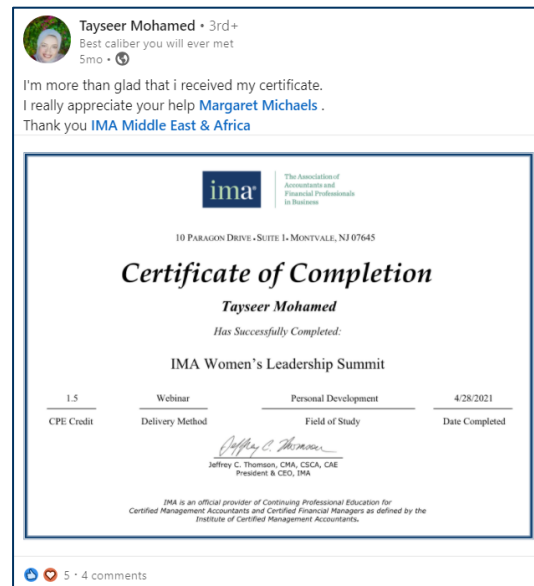 Tayseer Mohamed • 3rd+
Best caliber you will ever met
5mo •
I'm more than glad that i received my certificate.
I really appreciate your help Margaret Michaels .
Thank you IMA Middle East & Africa
ima
The Association of
Accountants and
Financial Professionals
in Business
10 PARAGON DRIVE • SUITE 1 • MONTVALE, NJ 07645
Certificate of Completion
Tayseer Mohamed
Has Successfully Completed:
IMA Women's Leadership Summit
1.5 Webinar Personal Development 4/28/2021
CPE Credit Delivery Method Field of Study Date Completed
Jeffrey C. Thomson
Jeffrey C. Thomson, CMA, CSCA, CAE
President & CEO, IMA
IMA is an official provider of Continuing Professional Education for
Certified Management Accountants and Certified Financial Managers as defined by the
Institute of Certified Management Accountants.
5 • 4 comments